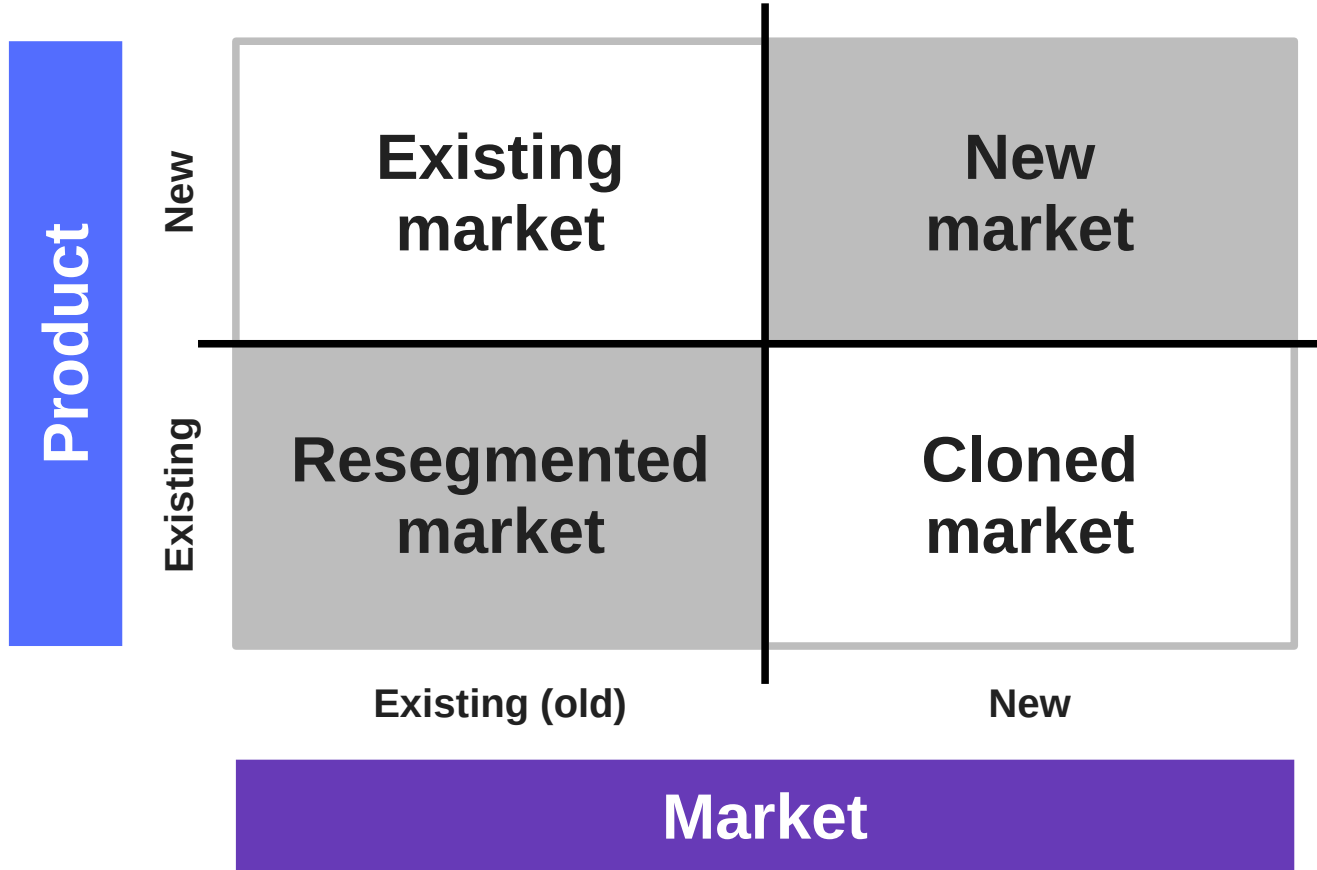 Product
New
Existing
market
New
market
Existing
Resegmented
market
Cloned
market
Existing (old)
New
Market